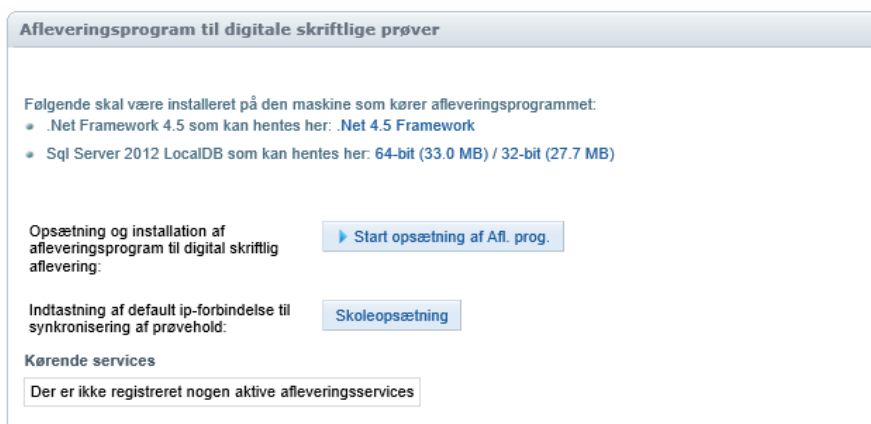 Afleveringsprogram til digitale skriftlige prøver
Følgende skal være installeret på den maskine som kører afleveringsprogrammet:
.Net Framework 4.5 som kan hentes her: .Net 4.5 Framework
Sql Server 2012 LocalDB som kan hentes her: 64-bit (33.0 MB) / 32-bit (27.7 MB)
Opsætning og installation af
afleveringsprogram til digital skriftlig
aflevering:
Start opsætning af Afl. prog.
Indtastning af default ip-forbindelse til
synkronisering af prøvehold:
Skoleopsætning
Kørende services
Der er ikke registreret nogen aktive afleveringsservices